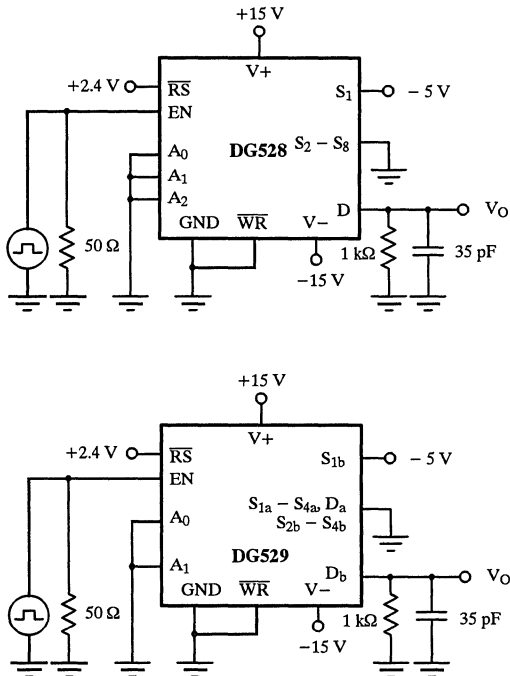 +15 V
V+
+2.4 V
RS
S1
– 5 V
EN
A0
DG528
S2 – S8
A1
A2
D
VO
GND
WR
V–
50 Ω
1 kΩ
35 pF
–15 V
+15 V
V+
+2.4 V
RS
S1b
– 5 V
EN
S1a – S4a, Da
A0
S2b – S4b
DG529
A1
Db
VO
GND
WR
V–
50 Ω
1 kΩ
35 pF
–15 V